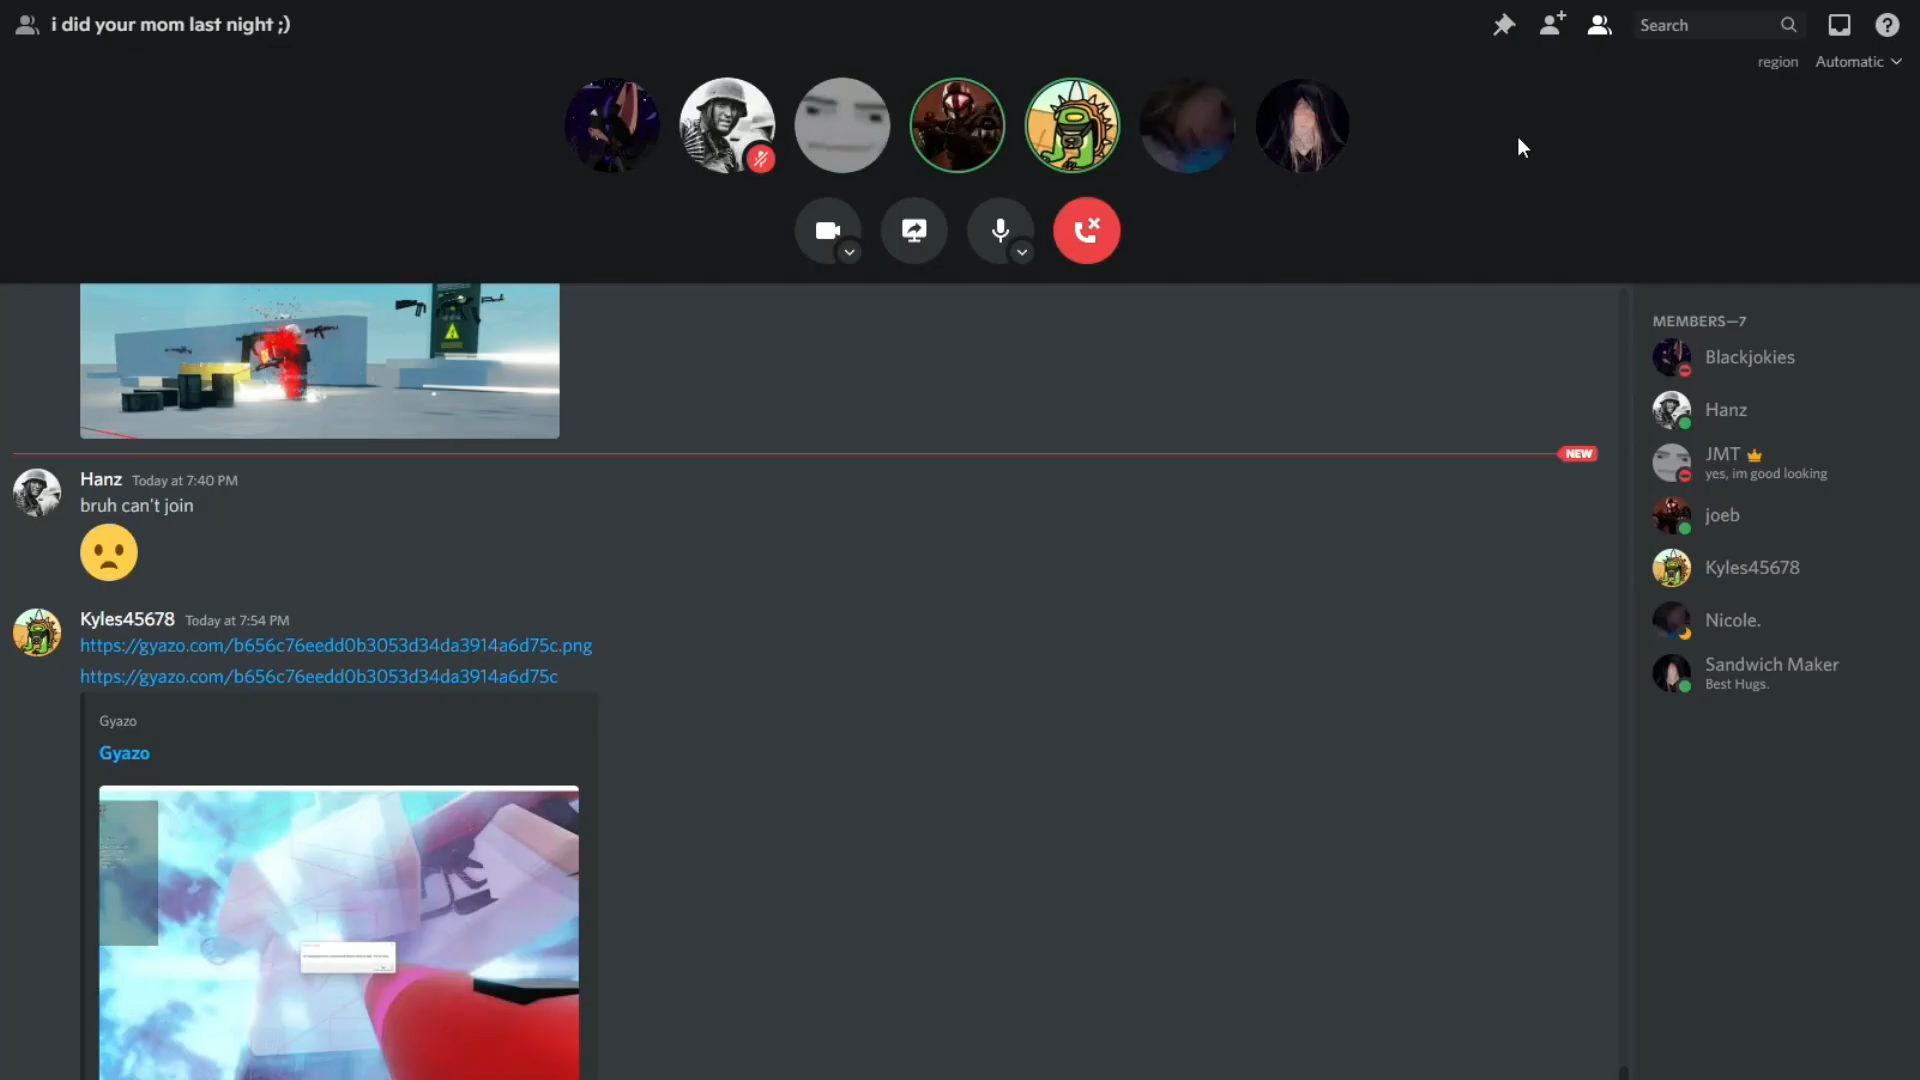 i did your mom last night ;)
Search
region Automatic
NEW
Hanz Today at 7:40 PM
bruh can't join
Kyles45678 Today at 7:54 PM
https://gyazo.com/b656c76eedd0b3053d34da3914a6d75c.png
https://gyazo.com/b656c76eedd0b3053d34da3914a6d75c
Gyazo
Gyazo
MEMBERS—7
Blackjokies
Hanz
JMT
yes, im good looking
joeb
Kyles45678
Nicole.
Sandwich Maker
Best Hugs.